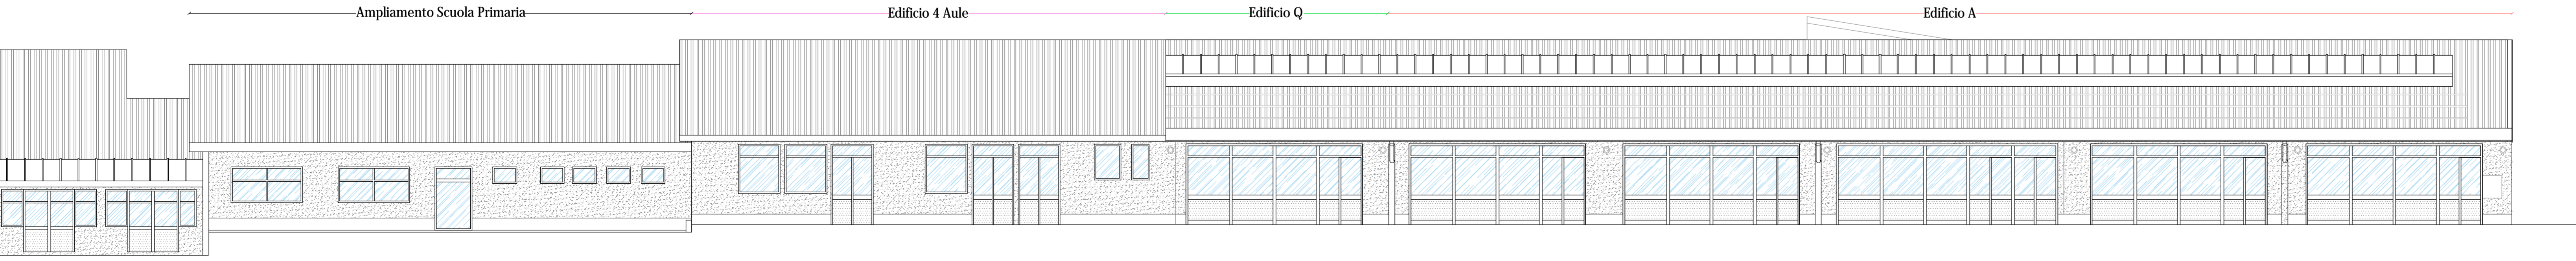 Ampliamento Scuola Primaria
Edificio 4 Aule
Edificio Q
Edificio A